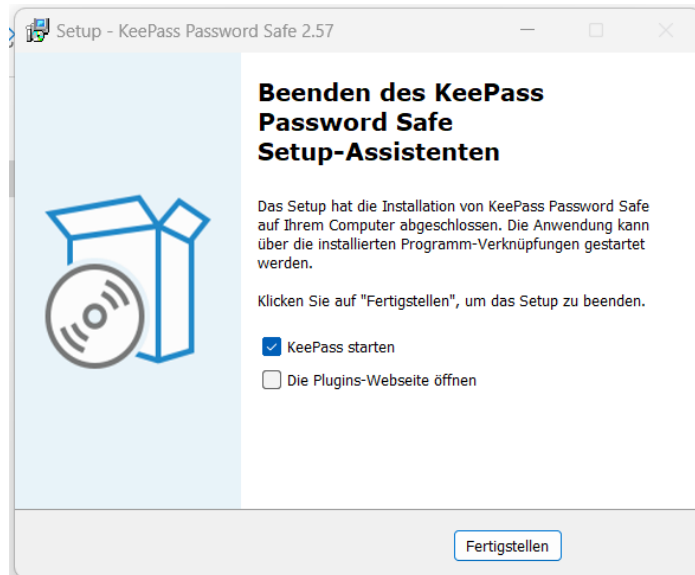 Setup - KeePass Password Safe 2.57
Beenden des KeePass
Password Safe
Setup-Assistenten
Das Setup hat die Installation von KeePass Password Safe
auf Ihrem Computer abgeschlossen. Die Anwendung kann
über die installierten Programm-Verknüpfungen gestartet
werden.
Klicken Sie auf "Fertigstellen", um das Setup zu beenden.
KeePass starten
Die Plugins-Webseite öffnen
Fertigstellen